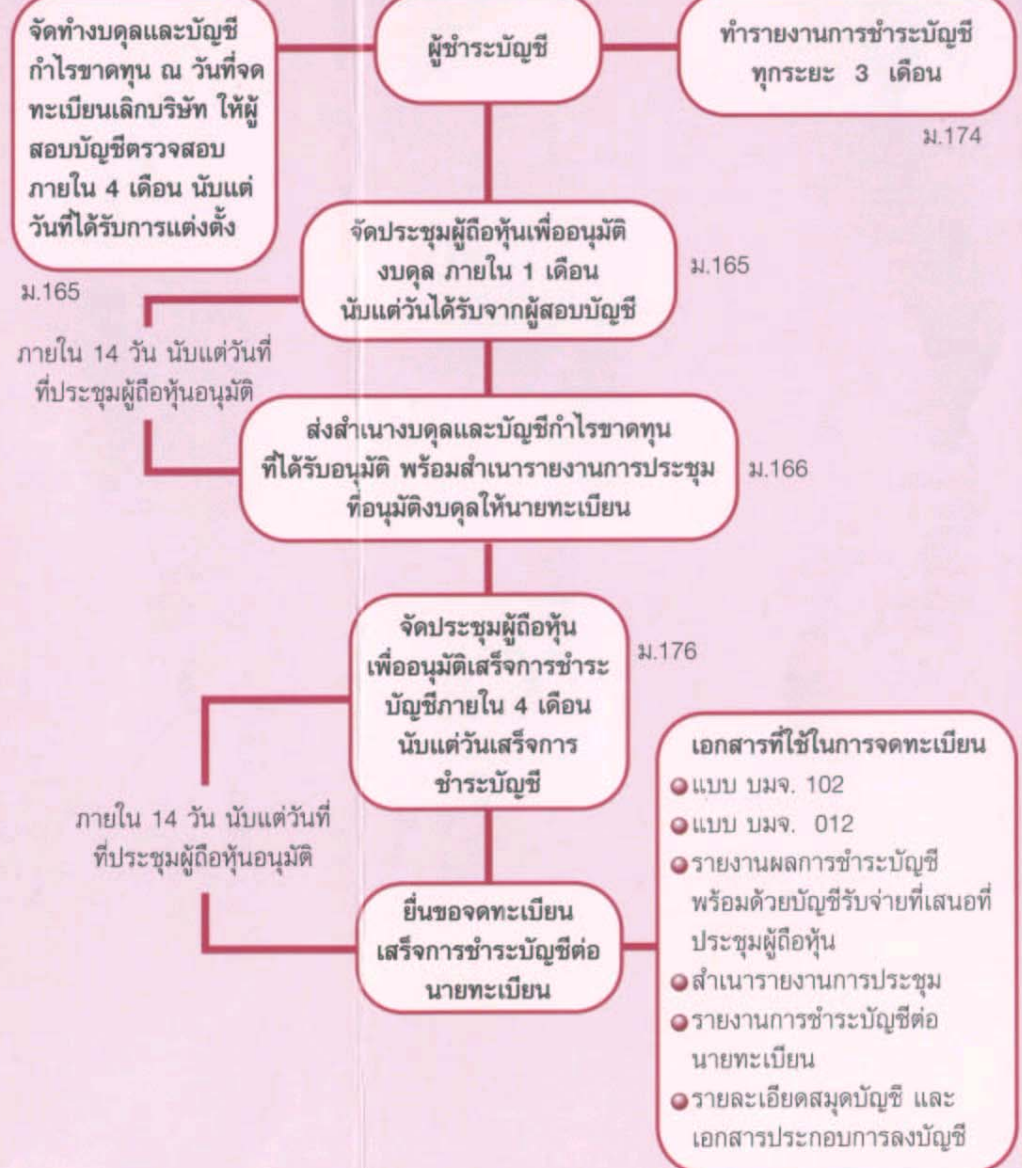 จัดทำงบดุลและบัญชี
กำไรขาดทุน ณ วันที่จด
ทะเบียนเลิกบริษัท ให้ผู้
สอบบัญชีตรวจสอบ
ภายใน 4 เดือน นับแต่
วันที่ได้รับการแต่งตั้ง
ม.165
ผู้ชำระบัญชี
ทำรายงานการชำระบัญชี
ทุกระยะ 3 เดือน
ม.174
จัดประชุมผู้ถือหุ้นเพื่ออนุมัติ
งบดุล ภายใน 1 เดือน
นับแต่วันได้รับจากผู้สอบบัญชี
ม.165
ภายใน 14 วัน นับแต่วันที่
ที่ประชุมผู้ถือหุ้นอนุมัติ
ส่งสำเนางบดุลและบัญชีกำไรขาดทุน
ที่ได้รับอนุมัติ พร้อมสำเนารายงานการประชุม
ที่อนุมัติงบดุลให้นายทะเบียน
ม.166
จัดประชุมผู้ถือหุ้น
เพื่ออนุมัติเสร็จการชำระ
บัญชีภายใน 4 เดือน
นับแต่วันเสร็จการ
ชำระบัญชี
ม.176
ภายใน 14 วัน นับแต่วันที่
ที่ประชุมผู้ถือหุ้นอนุมัติ
ยื่นขอจดทะเบียน
เสร็จการชำระบัญชีต่อ
นายทะเบียน
เอกสารที่ใช้ในการจดทะเบียน
แบบ บมจ. 102
แบบ บมจ. 012
รายงานผลการชำระบัญชี
พร้อมด้วยบัญชีรับจ่ายที่เสนอที่
ประชุมผู้ถือหุ้น
สำเนารายงานการประชุม
รายงานการชำระบัญชีต่อ
นายทะเบียน
รายละเอียดสมุดบัญชี และ
เอกสารประกอบการลงบัญชี